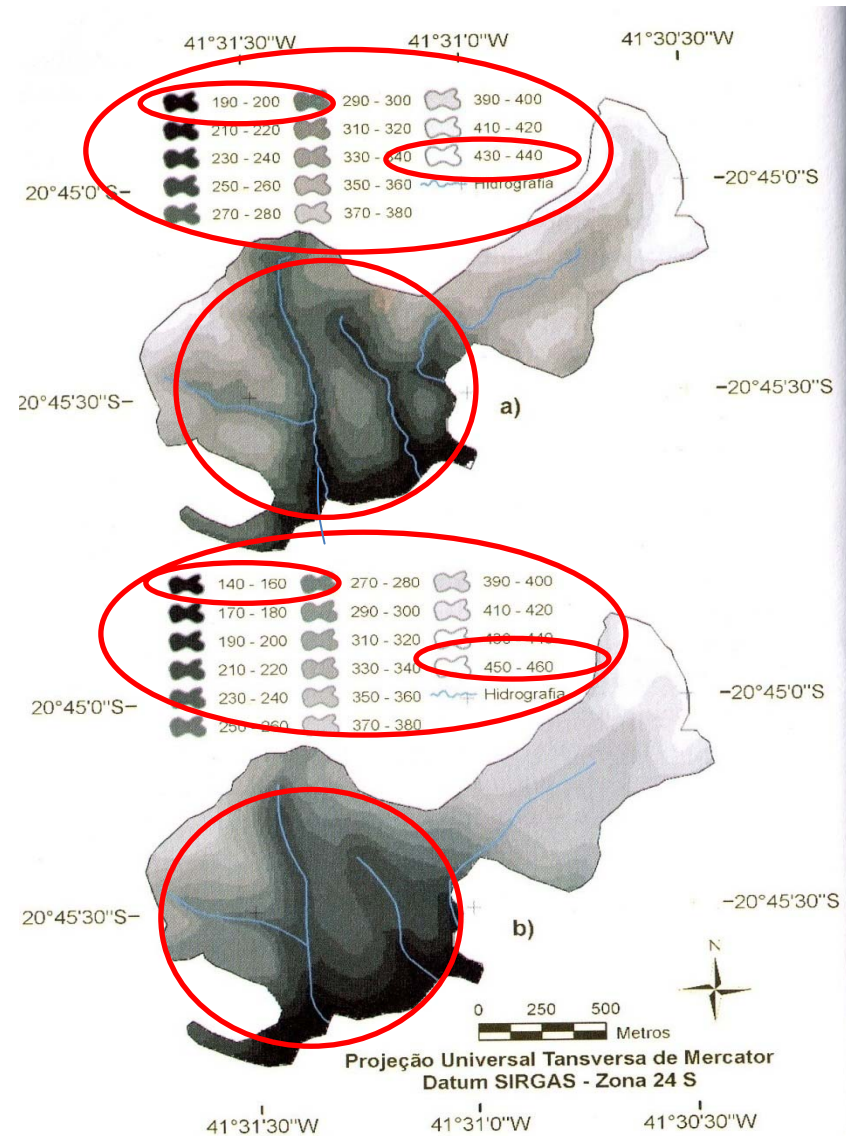 41°31'30"W 41°31'0"W 41°30'30"W
190 - 200 290 - 300 390 - 400
210 - 220 310 - 320 410 - 420
230 - 240 330 - 340 430 - 440
250 - 260 350 - 360 Hidrografia
270 - 280 370 - 380
20°45'0"S
20°45'0"S
20°45'30"S
20°45'30"S
a)
140 - 160 270 - 280 390 - 400
170 - 180 290 - 300 410 - 420
190 - 200 310 - 320 430 - 440
210 - 220 330 - 340 450 - 460
230 - 240 350 - 360 Hidrografia
250 - 260 370 - 380
20°45'0"S
20°45'0"S
20°45'30"S
20°45'30"S
b)
N
0 250 500
Metros
Projeção Universal Tansversa de Mercator
Datum SIRGAS - Zona 24 S
41°31'30"W 41°31'0"W 41°30'30"W